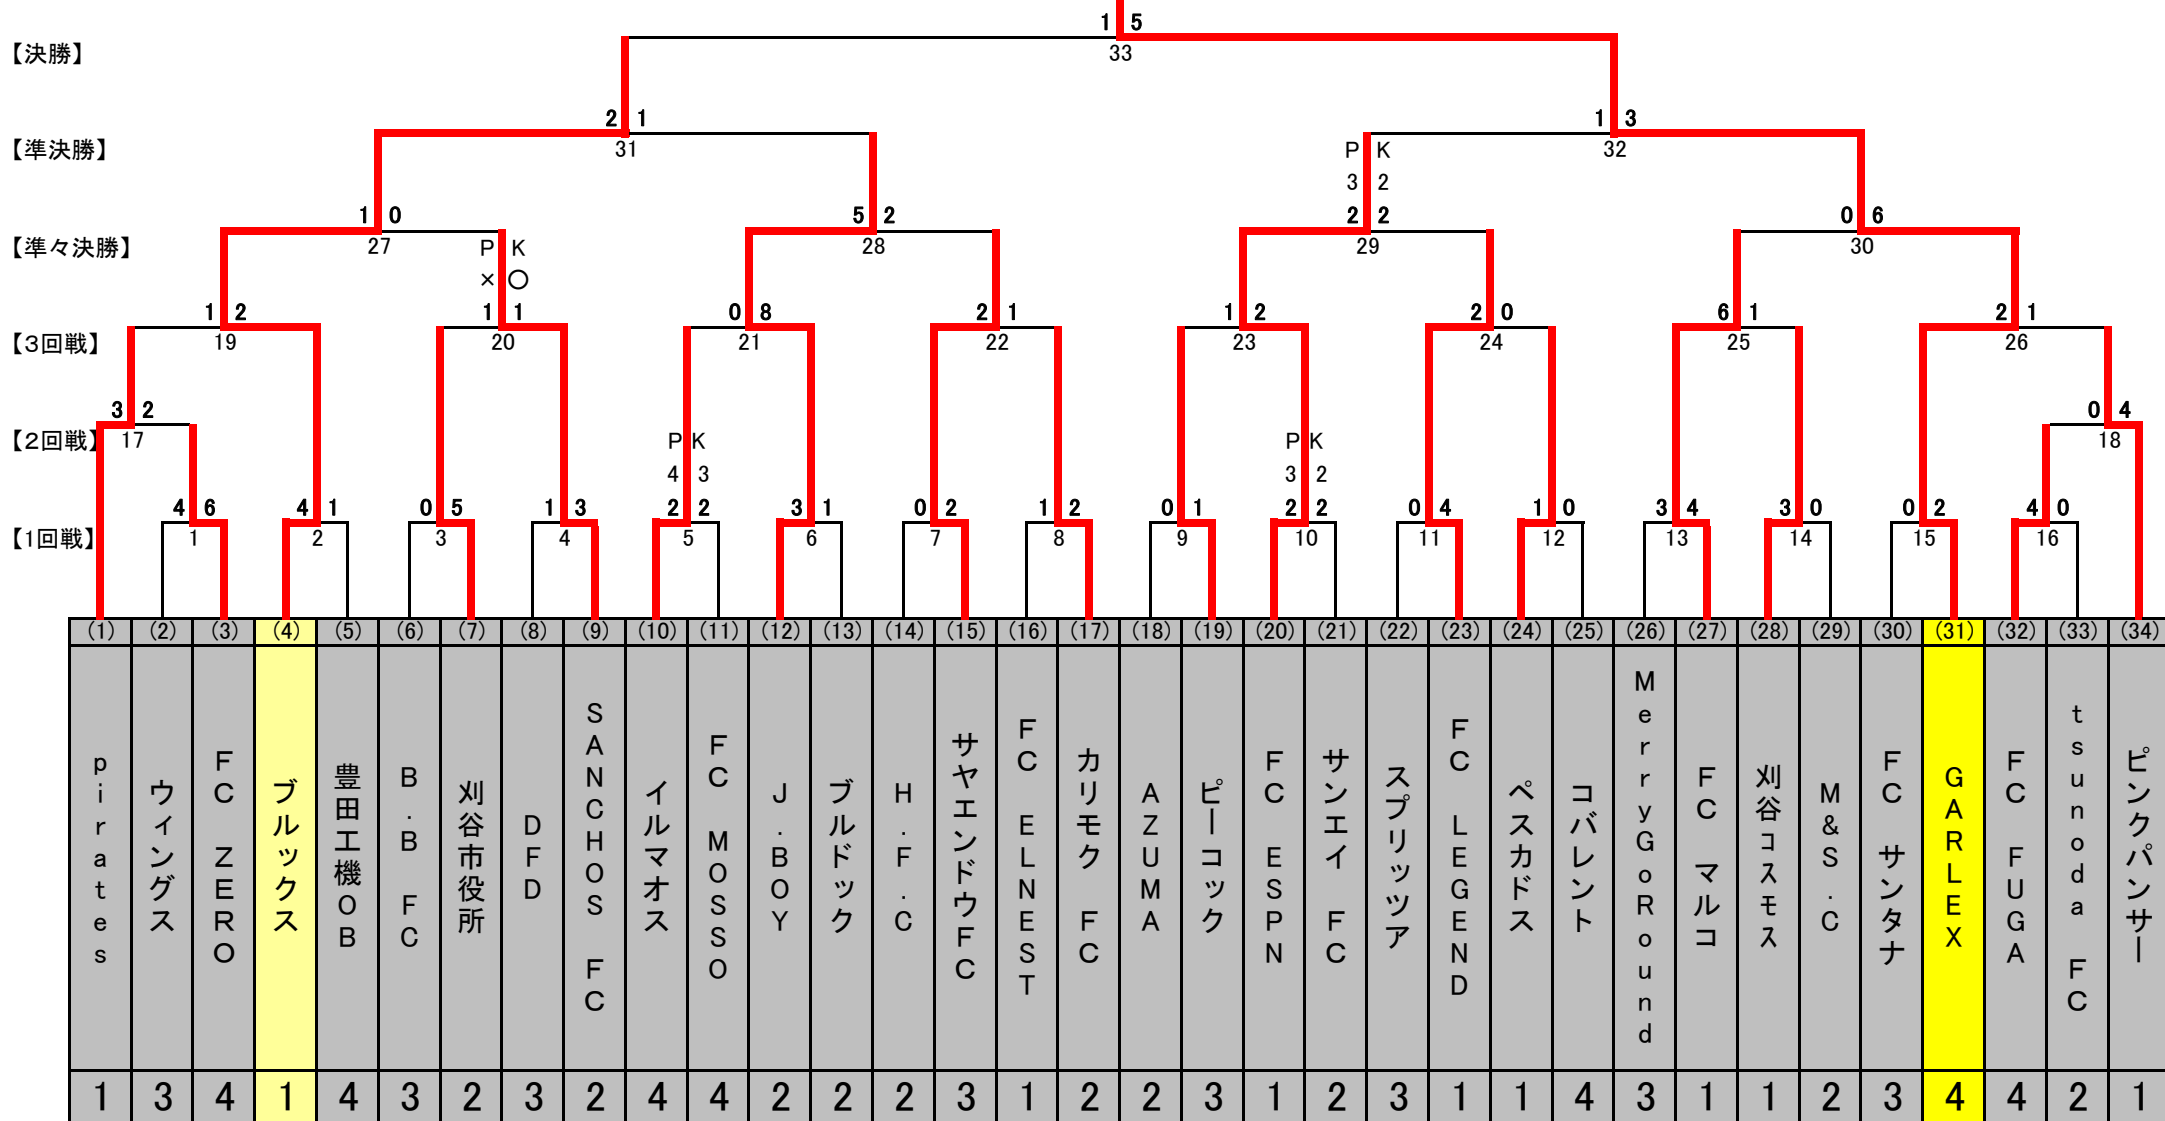 1 5
【決勝】
33
2 1
1 3
【準決勝】
31
32
P K
3 2
1 0
5 2
2 2
0 6
【準々決勝】
27
28
29
30
P K
× ○
1 2
1 1
0 8
2 1
1 2
2 0
6 1
2 1
【3回戦】
19
20
21
22
23
24
25
26
3 2
0 4
【2回戦】
17
18
P K
4 3
P K
3 2
4 6
4 1
0 5
1 3
2 2
3 1
0 2
1 2
0 1
2 2
0 4
1 0
3 4
3 0
0 2
4 0
【1回戦】
1
2
3
4
5
6
7
8
9
10
11
12
13
14
15
16
(1) (2) (3) (4) (5) (6) (7) (8) (9) (10) (11) (12) (13) (14) (15) (16) (17) (18) (19) (20) (21) (22) (23) (24) (25) (26) (27) (28) (29) (30) (31) (32) (33) (34)
pirates
ウィングス
FC ZERO
ブルックス
豊田工機OB
B.B FC
刈谷市役所
DFD
SANCHOS FC
イルマオス
FC MOSSO
J.BOY
ブルドック
H.F.C
サヤエンドウFC
FC ELNEST
カリモク FC
AZUMA
ピーコック
FC ESPN
サンエイ FC
スプリッツア
FC LEGEND
ペスカドス
コバレント
MerryGoRound
FC マルコ
刈谷コスモス
M&S.C
FC サンタナ
GARLEX
FC FUGA
tsunoda FC
ピンクパンサー
1 3 4 1 4 3 2 3 2 4 4 2 2 2 3 1 2 2 3 1 2 3 1 1 4 3 1 1 2 3 4 4 2 1